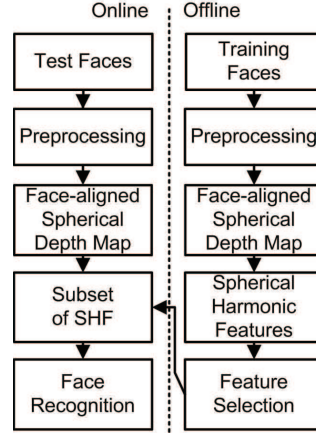 Online
Offline
Test Faces
Preprocessing
Face-aligned
Spherical
Depth Map
Subset
of SHF
Face
Recognition
Training
Faces
Preprocessing
Face-aligned
Spherical
Depth Map
Spherical
Harmonic
Features
Feature
Selection